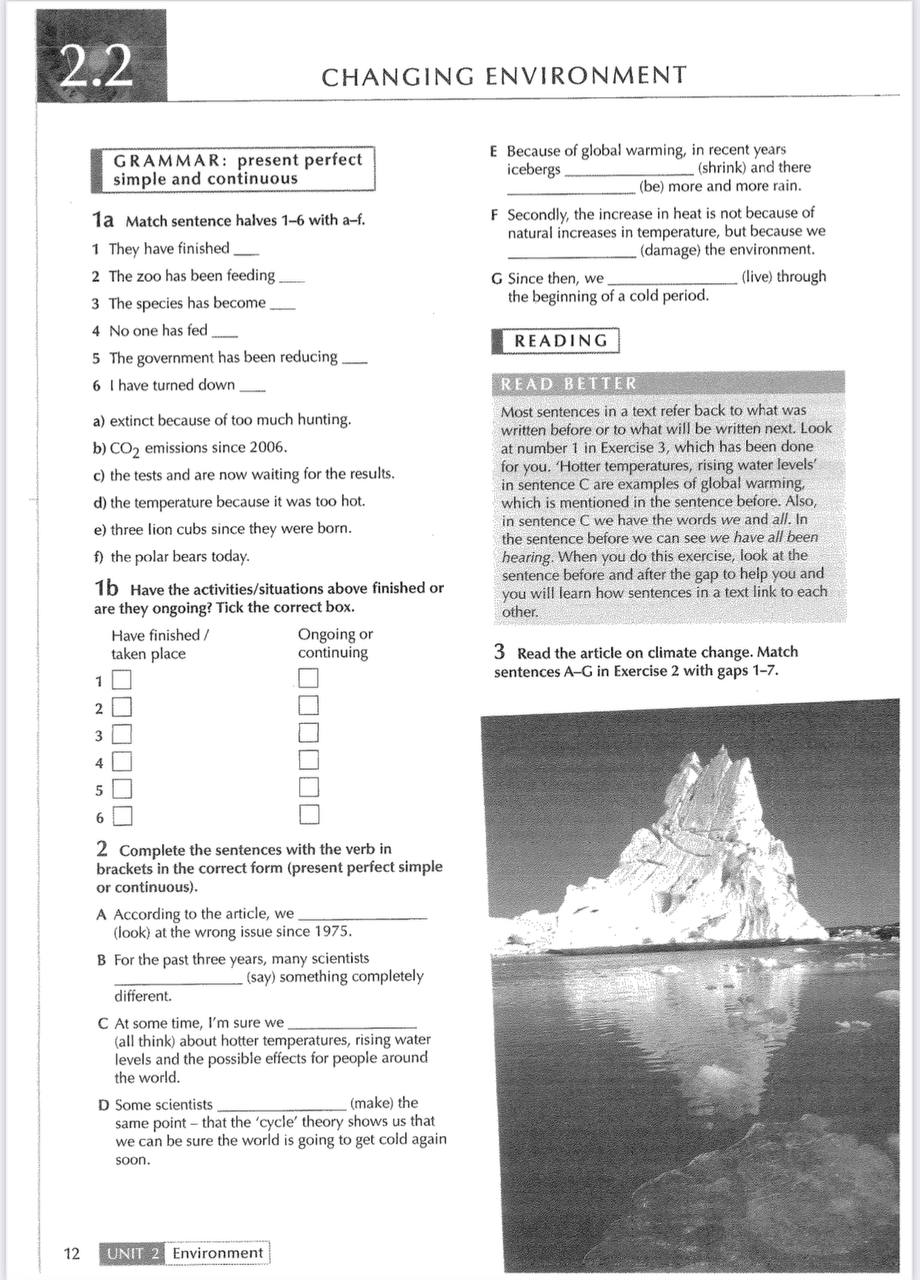 2.2
CHANGING ENVIRONMENT
GRAMMAR: present perfect
simple and continuous
1a Match sentence halves 1–6 with a–f.
1 They have finished ___
2 The zoo has been feeding ___
3 The species has become ___
4 No one has fed ___
5 The government has been reducing ___
6 I have turned down ___
a) extinct because of too much hunting.
b) CO₂ emissions since 2006.
c) the tests and are now waiting for the results.
d) the temperature because it was too hot.
e) three lion cubs since they were born.
f) the polar bears today.
1b Have the activities/situations above finished or
are they ongoing? Tick the correct box.
Have finished / Ongoing or
taken place continuing
1
2
3
4
5
6
2 Complete the sentences with the verb in
brackets in the correct form (present perfect simple
or continuous).
A According to the article, we ______________
(look) at the wrong issue since 1975.
B For the past three years, many scientists
______________ (say) something completely
different.
C At some time, I'm sure we ______________
(all think) about hotter temperatures, rising water
levels and the possible effects for people around
the world.
D Some scientists ______________ (make) the
same point – that the 'cycle' theory shows us that
we can be sure the world is going to get cold again
soon.
E Because of global warming, in recent years
icebergs ______________ (shrink) and there
______________ (be) more and more rain.
F Secondly, the increase in heat is not because of
natural increases in temperature, but because we
______________ (damage) the environment.
G Since then, we ______________ (live) through
the beginning of a cold period.
READING
READ BETTER
Most sentences in a text refer back to what was
written before or to what will be written next. Look
at number 1 in Exercise 3, which has been done
for you. 'Hotter temperatures, rising water levels'
in sentence C are examples of global warming,
which is mentioned in the sentence before. Also,
in sentence C we have the words we and all. In
the sentence before we can see we have all been
hearing. When you do this exercise, look at the
sentence before and after the gap to help you and
you will learn how sentences in a text link to each
other.
3 Read the article on climate change. Match
sentences A–G in Exercise 2 with gaps 1–7.
12 UNIT 2 Environment